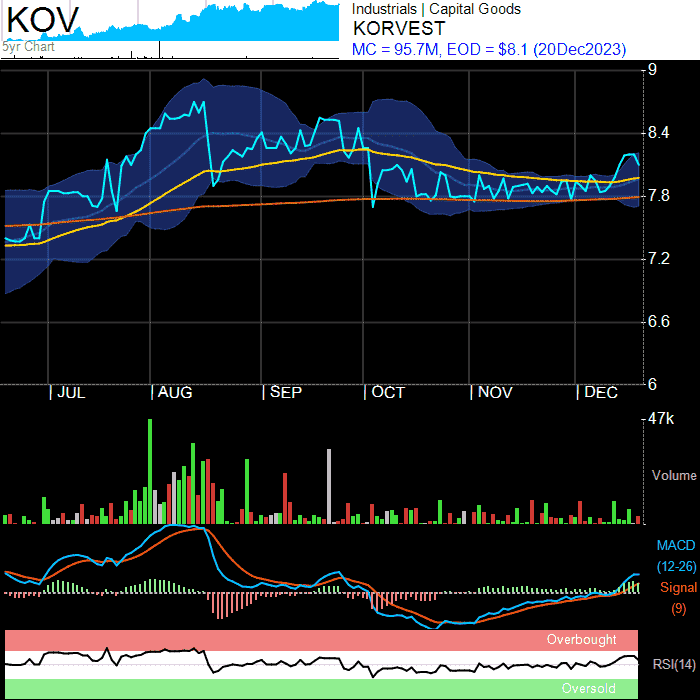 KOV
5yr Chart
Industrials | Capital Goods
KORVEST
MC = 95.7M, EOD = $8.1 (20Dec2023)
9
8.4
7.8
7.2
6.6
6
| JUL | AUG | SEP | OCT | NOV | DEC
47k
Volume
MACD
(12-26)
Signal
(9)
Overbought
RSI(14)
Oversold